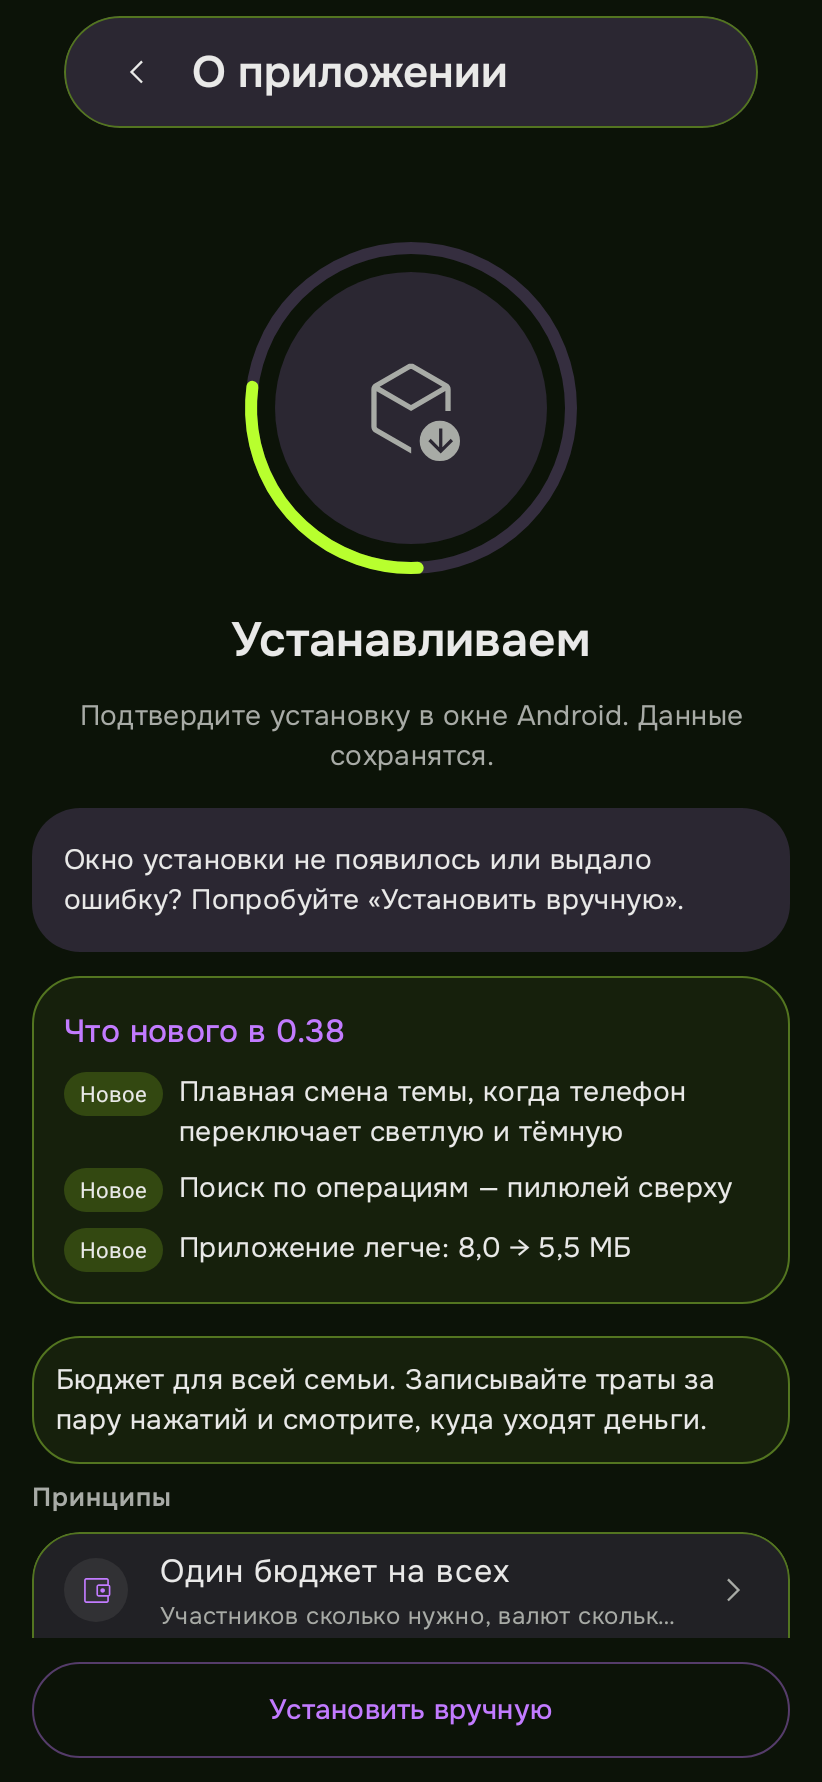 О приложении
Устанавливаем
Подтвердите установку в окне Android. Данные
сохранятся.
Окно установки не появилось или выдало
ошибку? Попробуйте «Установить вручную».
Что нового в 0.38
Новое Плавная смена темы, когда телефон
переключает светлую и тёмную
Новое Поиск по операциям — пилюлей сверху
Новое Приложение легче: 8,0 → 5,5 МБ
Бюджет для всей семьи. Записывайте траты за
пару нажатий и смотрите, куда уходят деньги.
Принципы
Один бюджет на всех
Участников сколько нужно, валют скольк...
Установить вручную